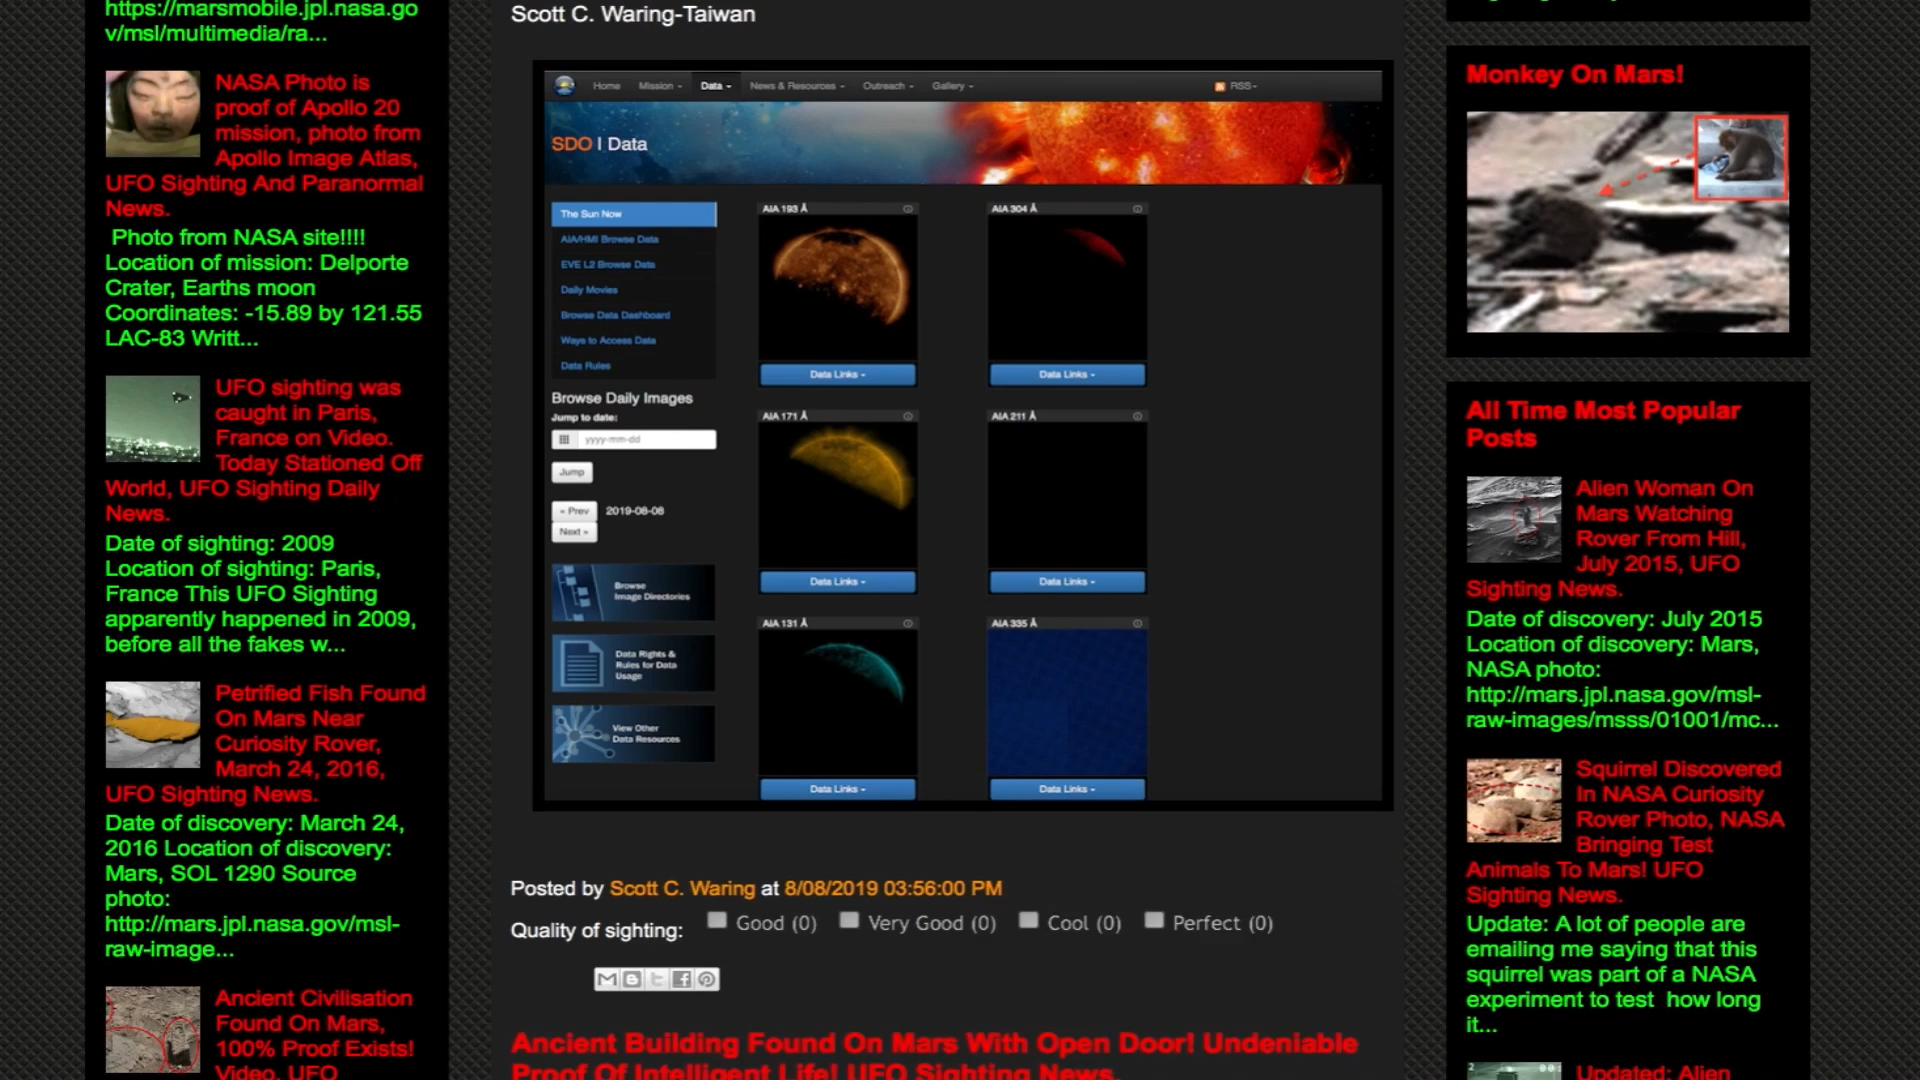 https://marsmobile.jpl.nasa.go
v/msl/multimedia/ra...
NASA Photo is
proof of Apollo 20
mission, photo from
Apollo Image Atlas,
UFO Sighting And Paranormal
News.
Photo from NASA site!!!!
Location of mission: Delporte
Crater, Earths moon
Coordinates: -15.89 by 121.55
LAC-83 Writt...
UFO sighting was
caught in Paris,
France on Video.
Today Stationed Off
World, UFO Sighting Daily
News.
Date of sighting: 2009
Location of sighting: Paris,
France This UFO Sighting
apparently happened in 2009,
before all the fakes w...
Petrified Fish Found
On Mars Near
Curiosity Rover,
March 24, 2016,
UFO Sighting News.
Date of discovery: March 24,
2016 Location of discovery:
Mars, SOL 1290 Source
photo:
http://mars.jpl.nasa.gov/msl-
raw-image...
Ancient Civilisation
Found On Mars,
100% Proof Exists!
Video, UFO
Scott C. Waring-Taiwan
Home Mission Data News & Resources Outreach Gallery RSS
SDO | Data
The Sun Now
AIA/HMI Browse Data
EVE L2 Browse Data
Daily Movies
Browse Data Dashboard
Ways to Access Data
Data Rules
Browse Daily Images
Jump to date:
yyyy-mm-dd
Jump
« Prev 2019-08-08
Next »
Browse
Image Directories
Data Rights &
Rules for Data
Usage
View Other
Data Resources
AIA 193 Å AIA 304 Å
Data Links Data Links
AIA 171 Å AIA 211 Å
Data Links Data Links
AIA 131 Å AIA 335 Å
Data Links Data Links
Posted by Scott C. Waring at 8/08/2019 03:56:00 PM
Quality of sighting: Good (0) Very Good (0) Cool (0) Perfect (0)
Ancient Building Found On Mars With Open Door! Undeniable
Proof Of Intelligent Life! UFO Sighting News.
Monkey On Mars!
All Time Most Popular
Posts
Alien Woman On
Mars Watching
Rover From Hill,
July 2015, UFO
Sighting News.
Date of discovery: July 2015
Location of discovery: Mars,
NASA photo:
http://mars.jpl.nasa.gov/msl-
raw-images/msss/01001/mc...
Squirrel Discovered
In NASA Curiosity
Rover Photo, NASA
Bringing Test
Animals To Mars! UFO
Sighting News.
Update: A lot of people are
emailing me saying that this
squirrel was part of a NASA
experiment to test how long
it...
Updated: Alien